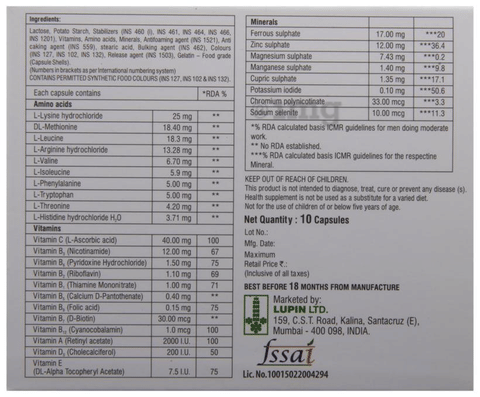 Ingredients:
Lactose, Potato Starch, Stabilizers (INS 460 (i), INS 461, INS 464, INS 466,
INS 1201), Vitamins, Amino acids, Minerals, Antifoaming agent (INS 1521), Anti
caking agent (INS 559), stearic acid, Bulking agent (INS 462), Colours
(INS 127, INS 102, INS 132), Release agent (INS 1503), Gelatin - Food grade
(Capsule Shells).
(Numbers in brackets as per International numbering system)
CONTAINS PERMITTED SYNTHETIC FOOD COLOURS (INS 127, INS 102 & INS 132).
Each capsule contains *RDA %
Amino acids
L-Lysine hydrochloride 25 mg **
DL-Methionine 18.40 mg **
L-Leucine 18.3 mg **
L-Arginine hydrochloride 13.28 mg **
L-Valine 6.70 mg **
L-Isoleucine 5.9 mg **
L-Phenylalanine 5.00 mg **
L-Tryptophan 5.00 mg **
L-Threonine 4.20 mg **
L-Histidine hydrochloride H₂O 3.71 mg **
Vitamins
Vitamin C (L-Ascorbic acid) 40.00 mg 100
Vitamin B₃ (Nicotinamide) 12.00 mg 67
Vitamin B₆ (Pyridoxine Hydrochloride) 1.50 mg 75
Vitamin B₂ (Riboflavin) 1.10 mg 69
Vitamin B₁ (Thiamine Mononitrate) 1.00 mg 71
Vitamin B₅ (Calcium D-Pantothenate) 0.40 mg **
Vitamin B₉ (Folic acid) 0.15 mg 75
Vitamin B₇ (D-Biotin) 30.00 mcg **
Vitamin B₁₂ (Cyanocobalamin) 1.0 mcg 100
Vitamin A (Retinyl acetate) 2000 I.U. 100
Vitamin D₃ (Cholecalciferol) 200 I.U. 50
Vitamin E
(DL-Alpha Tocopheryl Acetate) 7.5 I.U. 75
Minerals
Ferrous sulphate 17.00 mg ***20
Zinc sulphate 12.00 mg ***36.4
Magnesium sulphate 7.43 mg ***0.2
Manganese sulphate 1.40 mg ***9.8
Cupric sulphate 1.35 mg ***17.1
Potassium iodide 0.10 mg ***50.6
Chromium polynicotinate 33.00 mcg ***3.3
Sodium selenite 10.00 mcg ***11.3
*% RDA calculated basis ICMR guidelines for men doing moderate
work.
** No RDA established.
***% RDA calculated basis ICMR guidelines for the respectine
Mineral.
KEEP OUT OF REACH OF CHILDREN.
This product is not intended to diagnose, treat, cure or prevent any disease (s).
Health supplement is not be used as a substitute for a varied diet.
Not for the use of children of or below five years of age.
Net Quantity : 10 Capsules
Lot No.:
Mfg. Date:
Maximum
Retail Price ₹.:
(Inclusive of all taxes)
BEST BEFORE 18 MONTHS FROM MANUFACTURE
Marketed by:
LUPIN LTD.
159, C.S.T. Road, Kalina, Santacruz (E),
Mumbai - 400 098, INDIA.
fssai
Lic. No. 10015022004294